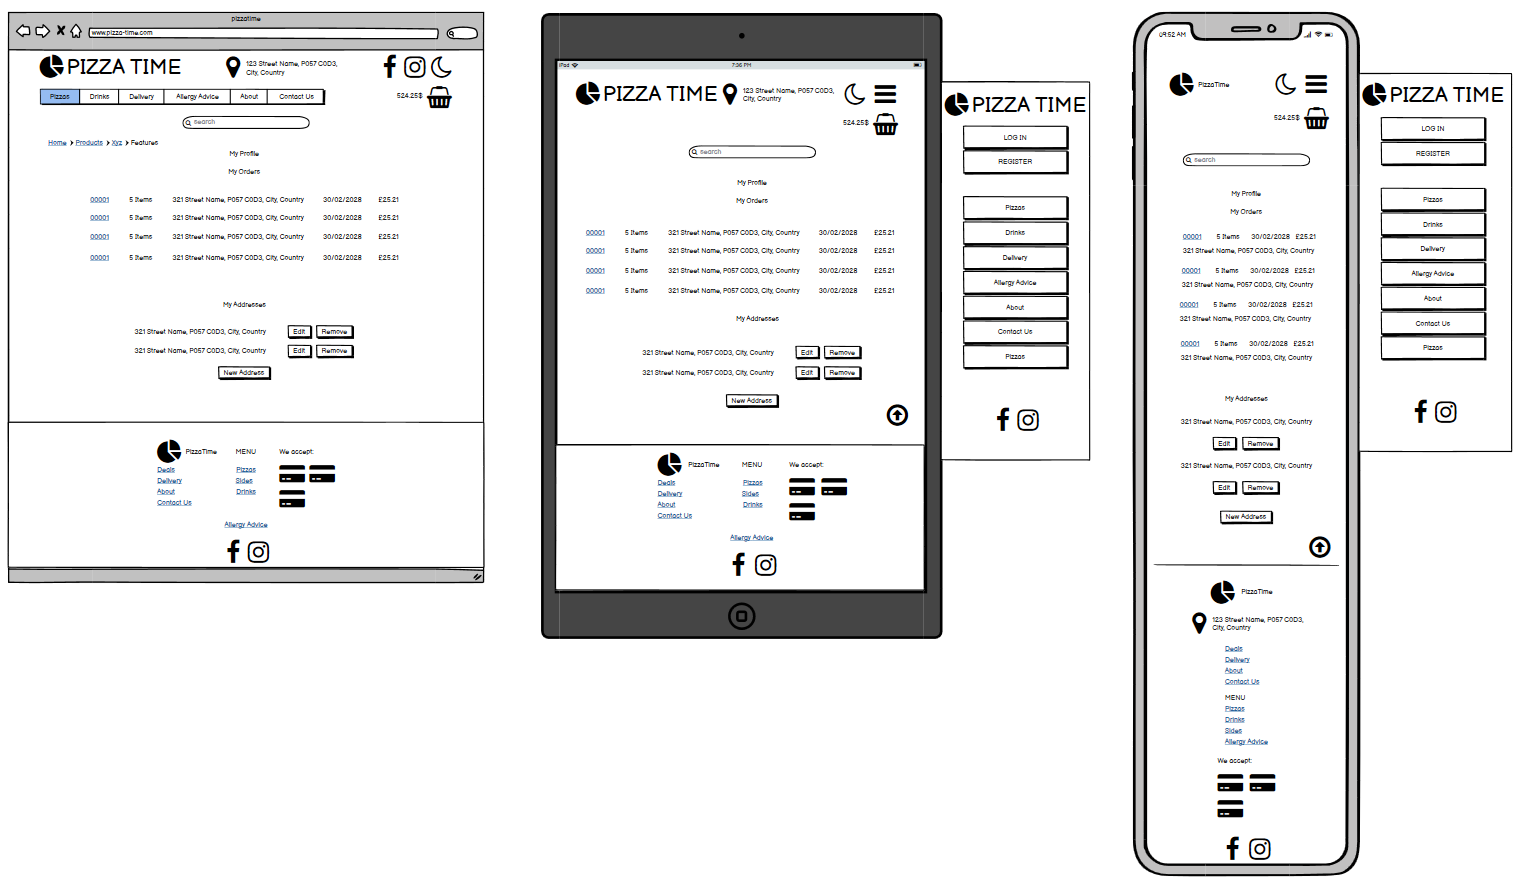 pizzatime
www.pizza-time.com
PIZZA TIME
123 Street Name, P057 C0D3,
City, Country
Pizzas Drinks Delivery Allergy Advice About Contact Us
524.25$
search
Home Products Xyz Features
My Profile
My Orders
00001 5 Items 321 Street Name, P057 C0D3, City, Country 30/02/2028 £25.21
00001 5 Items 321 Street Name, P057 C0D3, City, Country 30/02/2028 £25.21
00001 5 Items 321 Street Name, P057 C0D3, City, Country 30/02/2028 £25.21
00001 5 Items 321 Street Name, P057 C0D3, City, Country 30/02/2028 £25.21
My Addresses
321 Street Name, P057 C0D3, City, Country Edit Remove
321 Street Name, P057 C0D3, City, Country Edit Remove
New Address
PizzaTime MENU We accept:
Deals Pizzas
Delivery Sides
About Drinks
Contact Us
Allergy Advice
iPad 7:36 PM
PIZZA TIME
123 Street Name, P057 C0D3,
City, Country
524.25$
search
My Profile
My Orders
00001 5 Items 321 Street Name, P057 C0D3, City, Country 30/02/2028 £25.21
00001 5 Items 321 Street Name, P057 C0D3, City, Country 30/02/2028 £25.21
00001 5 Items 321 Street Name, P057 C0D3, City, Country 30/02/2028 £25.21
00001 5 Items 321 Street Name, P057 C0D3, City, Country 30/02/2028 £25.21
My Addresses
321 Street Name, P057 C0D3, City, Country Edit Remove
321 Street Name, P057 C0D3, City, Country Edit Remove
New Address
PizzaTime MENU We accept:
Deals Pizzas
Delivery Sides
About Drinks
Contact Us
Allergy Advice
PIZZA TIME
LOG IN
REGISTER
Pizzas
Drinks
Delivery
Allergy Advice
About
Contact Us
Pizzas
09:52 AM
PizzaTime
524.25$
search
My Profile
My Orders
00001 5 Items 30/02/2028 £25.21
321 Street Name, P057 C0D3, City, Country
00001 5 Items 30/02/2028 £25.21
321 Street Name, P057 C0D3, City, Country
00001 5 Items 30/02/2028 £25.21
321 Street Name, P057 C0D3, City, Country
00001 5 Items 30/02/2028 £25.21
321 Street Name, P057 C0D3, City, Country
My Addresses
321 Street Name, P057 C0D3, City, Country
Edit Remove
321 Street Name, P057 C0D3, City, Country
Edit Remove
New Address
PizzaTime
123 Street Name, P057 C0D3,
City, Country
Deals
Delivery
About
Contact Us
MENU
Pizzas
Drinks
Sides
Allergy Advice
We accept:
PIZZA TIME
LOG IN
REGISTER
Pizzas
Drinks
Delivery
Allergy Advice
About
Contact Us
Pizzas